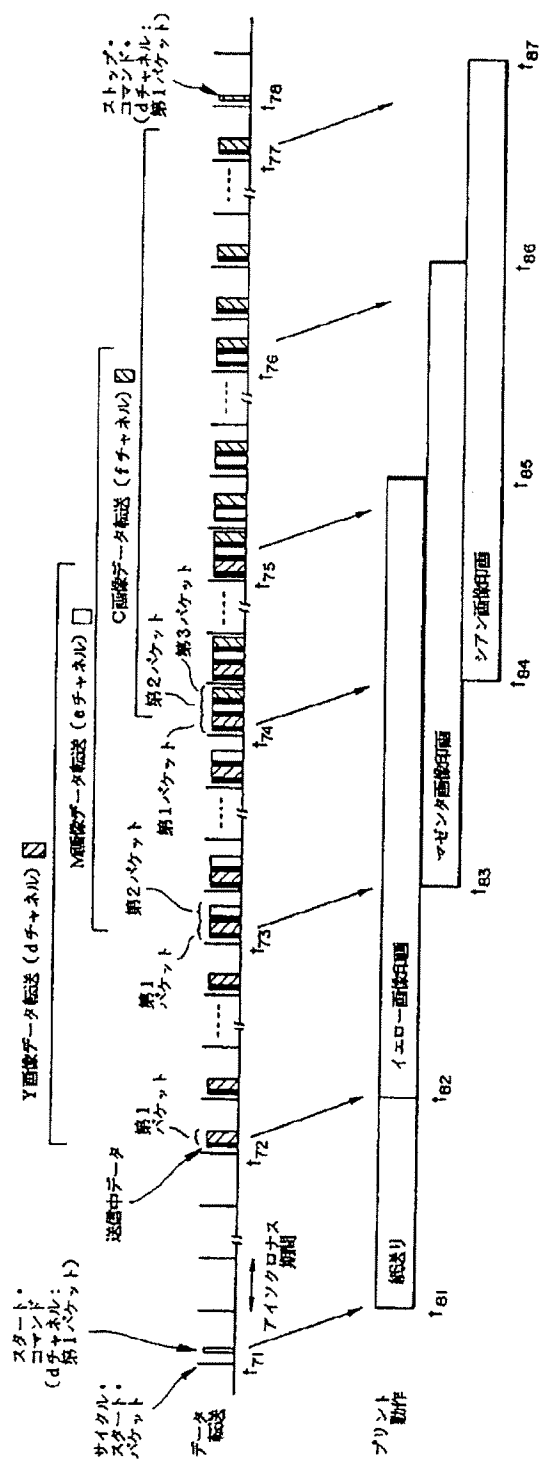 Y画像データ転送(dチャネル)
M画像データ転送(eチャネル)
C画像データ転送(fチャネル)
スタート・
コマンド
(dチャネル:
第1パケット)
サイクル・
スタート・
パケット
送信中データ
第1
パケット
第1
パケット
第2パケット
第1パケット
第2パケット
第3パケット
ストップ・
コマンド・
(dチャネル:
第1パケット)
データ
転送
アイソクロナス
期間
t71
t72
t73
t74
t75
t76
t77
t78
プリント
動作
紙送り
イエロー画像印画
マゼンタ画像印画
シアン画像印画
t81
t82
t83
t84
t85
t86
t87